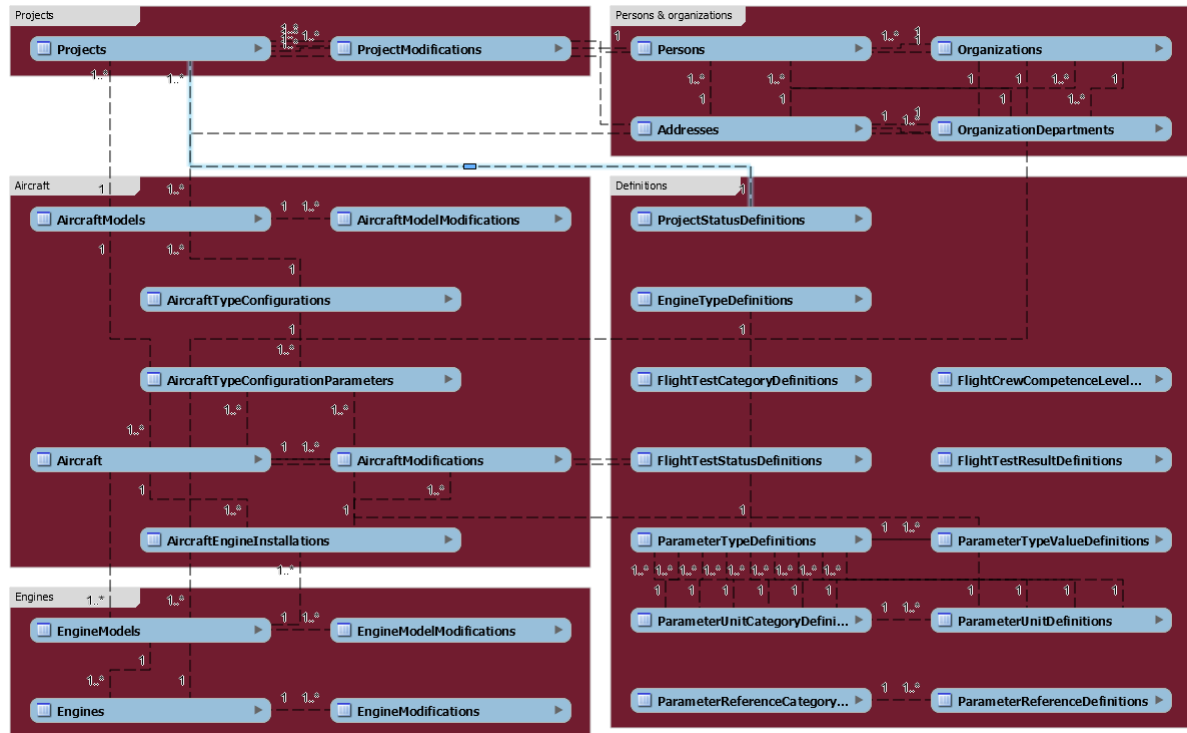 Projects
Persons & organizations
Projects
ProjectModifications
Persons
Organizations
Addresses
OrganizationDepartments
Aircraft
Definitions
AircraftModels
AircraftModelModifications
ProjectStatusDefinitions
AircraftTypeConfigurations
EngineTypeDefinitions
AircraftTypeConfigurationParameters
FlightTestCategoryDefinitions
FlightCrewCompetenceLevel...
Aircraft
AircraftModifications
FlightTestStatusDefinitions
FlightTestResultDefinitions
AircraftEngineInstallations
ParameterTypeDefinitions
ParameterTypeValueDefinitions
Engines
EngineModels
EngineModelModifications
ParameterUnitCategoryDefini...
ParameterUnitDefinitions
Engines
EngineModifications
ParameterReferenceCategory...
ParameterReferenceDefinitions